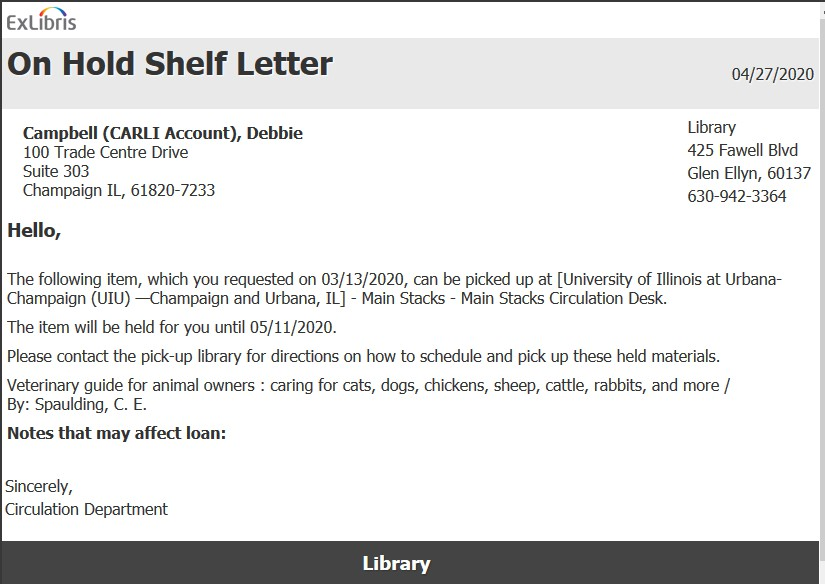 ExLibris
On Hold Shelf Letter
04/27/2020
Campbell (CARLI Account), Debbie
100 Trade Centre Drive
Suite 303
Champaign IL, 61820-7233
Library
425 Fawell Blvd
Glen Ellyn, 60137
630-942-3364
Hello,
The following item, which you requested on 03/13/2020, can be picked up at [University of Illinois at Urbana-
Champaign (UIU) —Champaign and Urbana, IL] - Main Stacks - Main Stacks Circulation Desk.
The item will be held for you until 05/11/2020.
Please contact the pick-up library for directions on how to schedule and pick up these held materials.
Veterinary guide for animal owners : caring for cats, dogs, chickens, sheep, cattle, rabbits, and more /
By: Spaulding, C. E.
Notes that may affect loan:
Sincerely,
Circulation Department
Library